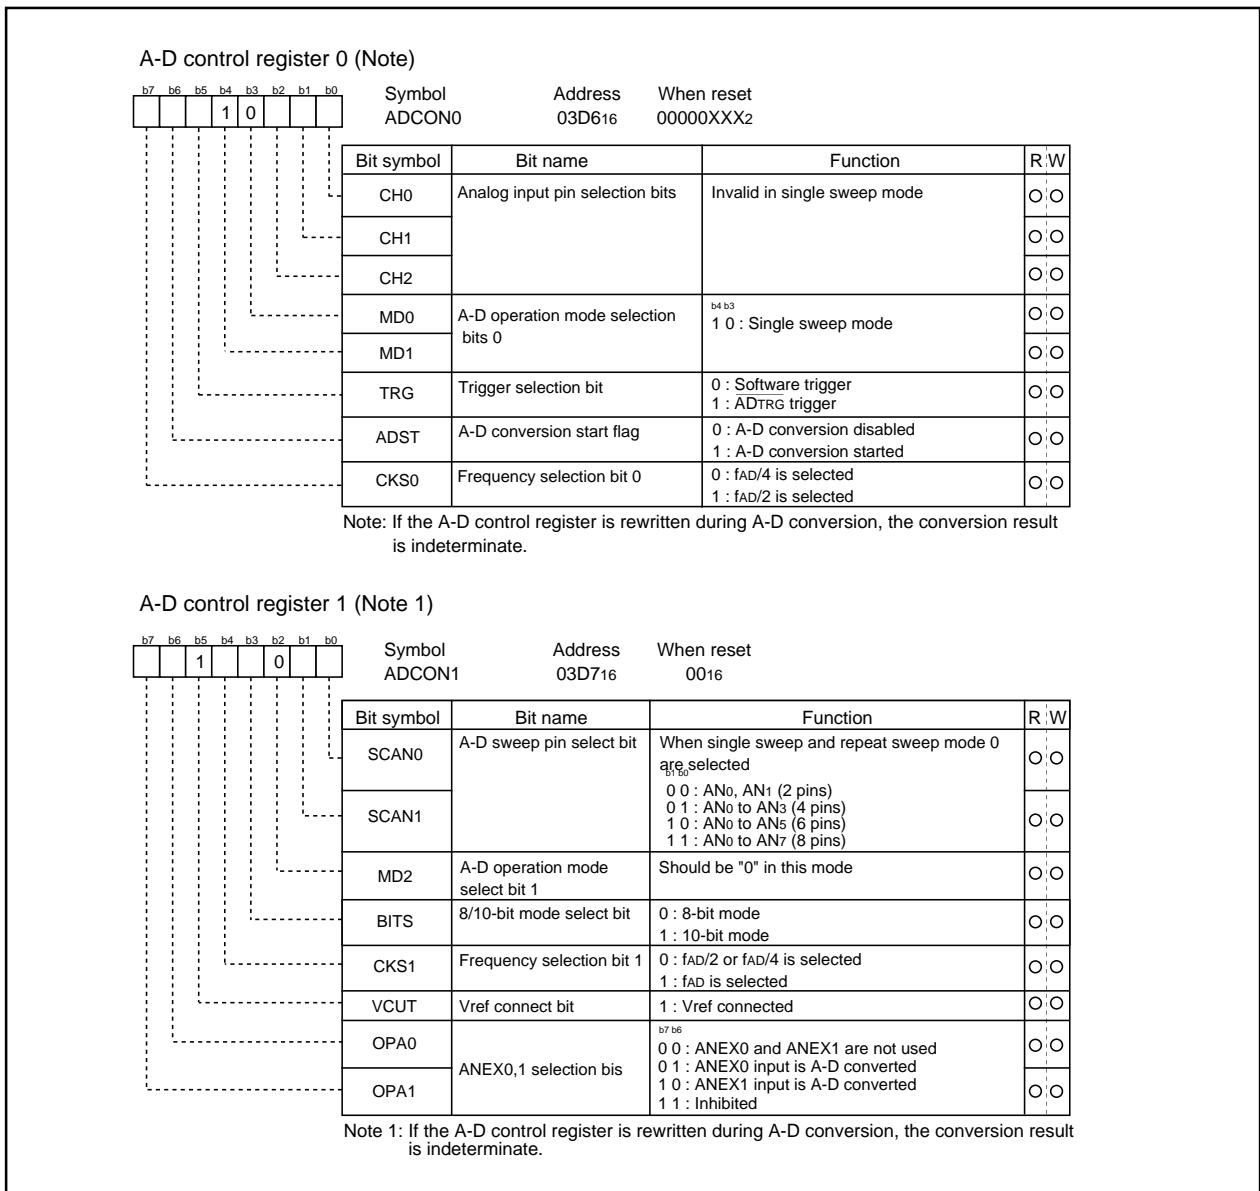 A-D control register 0 (Note)
b7 b6 b5 b4 b3 b2 b1 b0
1 0
Symbol Address When reset
ADCON0 03D616 00000XXX2
Bit symbol Bit name Function R W
CH0 Analog input pin selection bits Invalid in single sweep mode
CH1
CH2
MD0 A-D operation mode selection bits 0
b4 b3
1 0 : Single sweep mode
MD1
TRG Trigger selection bit 0 : Software trigger
1 : ADTRG trigger
ADST A-D conversion start flag 0 : A-D conversion disabled
1 : A-D conversion started
CKS0 Frequency selection bit 0 0 : fAD/4 is selected
1 : fAD/2 is selected
Note: If the A-D control register is rewritten during A-D conversion, the conversion result
is indeterminate.
A-D control register 1 (Note 1)
b7 b6 b5 b4 b3 b2 b1 b0
1 0
Symbol Address When reset
ADCON1 03D716 0016
Bit symbol Bit name Function R W
SCAN0 A-D sweep pin select bit When single sweep and repeat sweep mode 0
are selected
b1 b0
0 0 : AN0, AN1 (2 pins)
0 1 : AN0 to AN3 (4 pins)
SCAN1
1 0 : AN0 to AN5 (6 pins)
1 1 : AN0 to AN7 (8 pins)
MD2 A-D operation mode Should be "0" in this mode
select bit 1
BITS 8/10-bit mode select bit 0 : 8-bit mode
1 : 10-bit mode
CKS1 Frequency selection bit 1 0 : fAD/2 or fAD/4 is selected
1 : fAD is selected
VCUT Vref connect bit 1 : Vref connected
b7 b6
OPA0 0 0 : ANEX0 and ANEX1 are not used
ANEX0,1 selection bis 0 1 : ANEX0 input is A-D converted
OPA1 1 0 : ANEX1 input is A-D converted
1 1 : Inhibited
Note 1: If the A-D control register is rewritten during A-D conversion, the conversion result
is indeterminate.